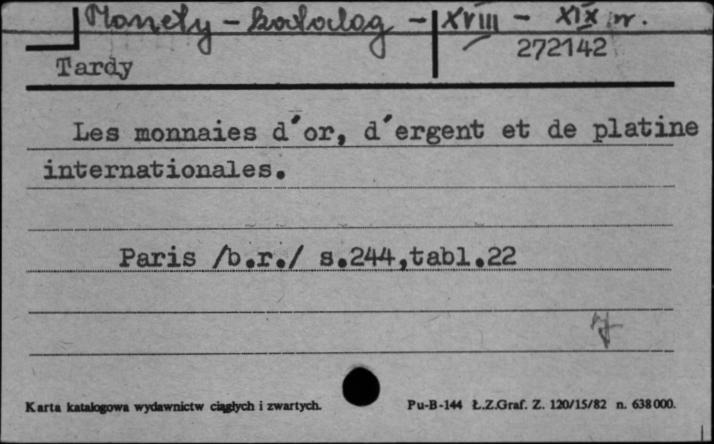 Monety - katalog - XVIII - XIX w.
272142
Tardy
Les monnaies d'or, d'ergent et de platine
internationales.
Paris /b.r./ s.244,tabl.22
Karta katalogowa wydawnictw ciągłych i zwartych.
Pu-B-144 Ł.Z.Graf. Z. 120/15/82 n. 638000.